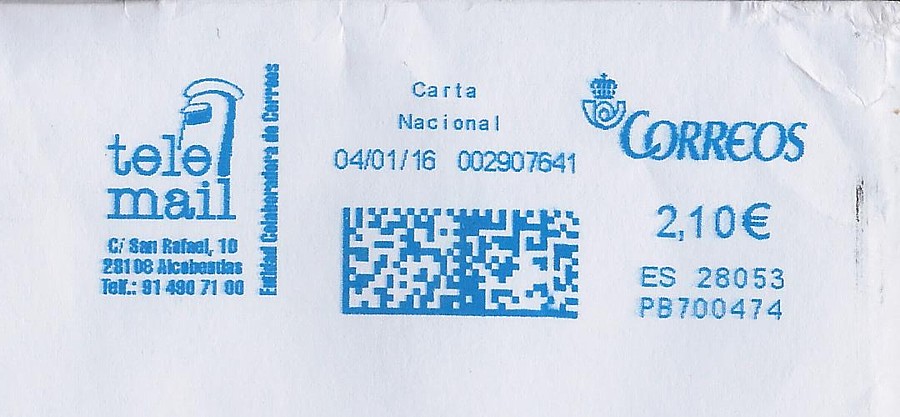 tele
mail
C/ San Rafael, 10
28108 Alcobendas
Telf.: 91 490 71 00
Entidad Colaboradora de Correos
Carta
Nacional
04/01/16 002907641
CORREOS
2,10€
ES 28053
PB700474